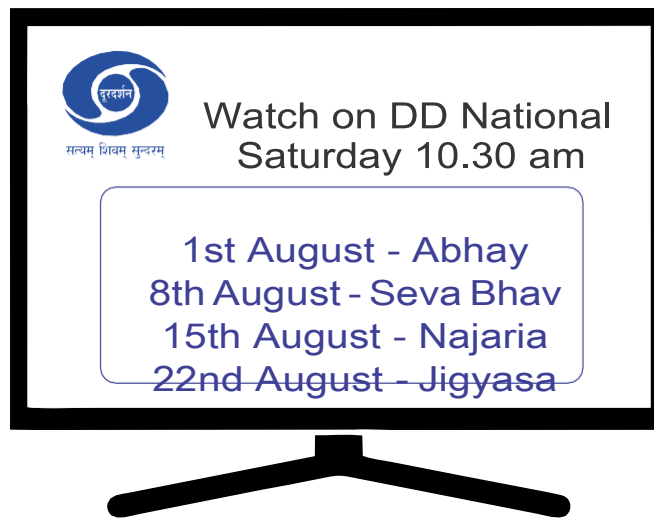 दूरदर्शन
सत्यम् शिवम् सुन्दरम्
Watch on DD National
Saturday 10.30 am
1st August - Abhay
8th August - Seva Bhav
15th August - Najaria
22nd August - Jigyasa